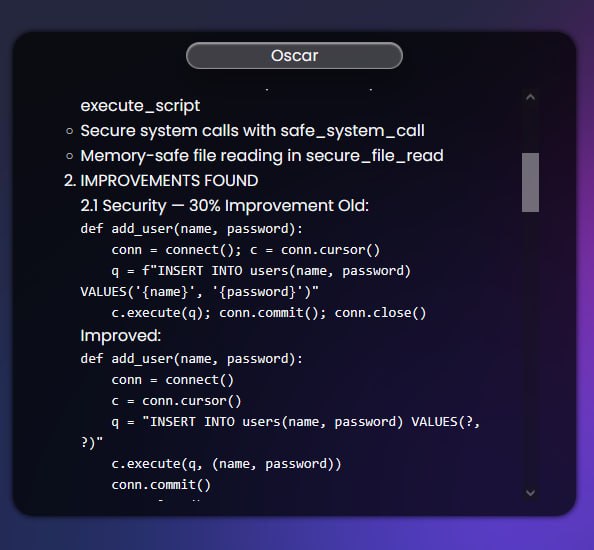 Oscar
execute_script
○ Secure system calls with safe_system_call
○ Memory-safe file reading in secure_file_read
2. IMPROVEMENTS FOUND
2.1 Security — 30% Improvement Old:
def add_user(name, password):
    conn = connect(); c = conn.cursor()
    q = f"INSERT INTO users(name, password)
VALUES('{name}', '{password}')"
    c.execute(q); conn.commit(); conn.close()
Improved:
def add_user(name, password):
    conn = connect()
    c = conn.cursor()
    q = "INSERT INTO users(name, password) VALUES(?,
?)"
    c.execute(q, (name, password))
    conn.commit()